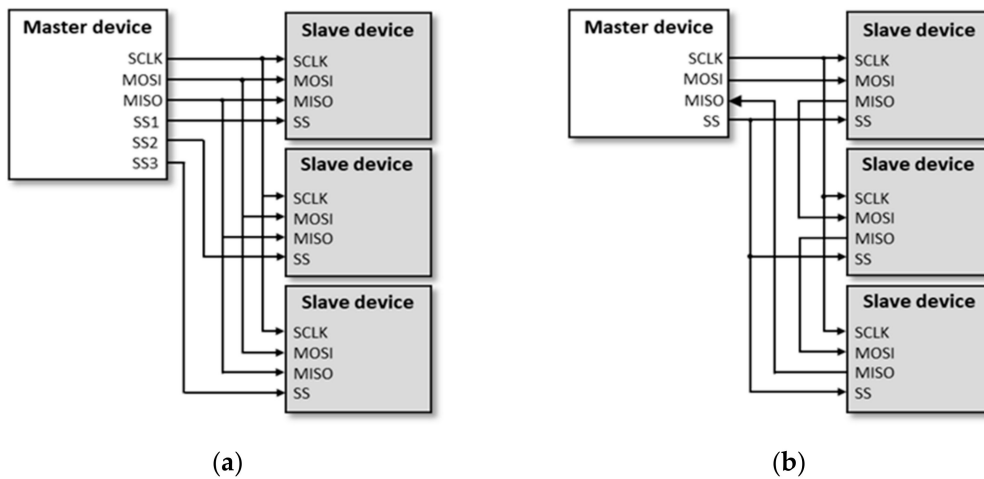 Master device
SCLK
MOSI
MISO
SS1
SS2
SS3
Slave device
SCLK
MOSI
MISO
SS
Slave device
SCLK
MOSI
MISO
SS
Slave device
SCLK
MOSI
MISO
SS
(a)
Master device
SCLK
MOSI
MISO
SS
Slave device
SCLK
MOSI
MISO
SS
Slave device
SCLK
MOSI
MISO
SS
Slave device
SCLK
MOSI
MISO
SS
(b)